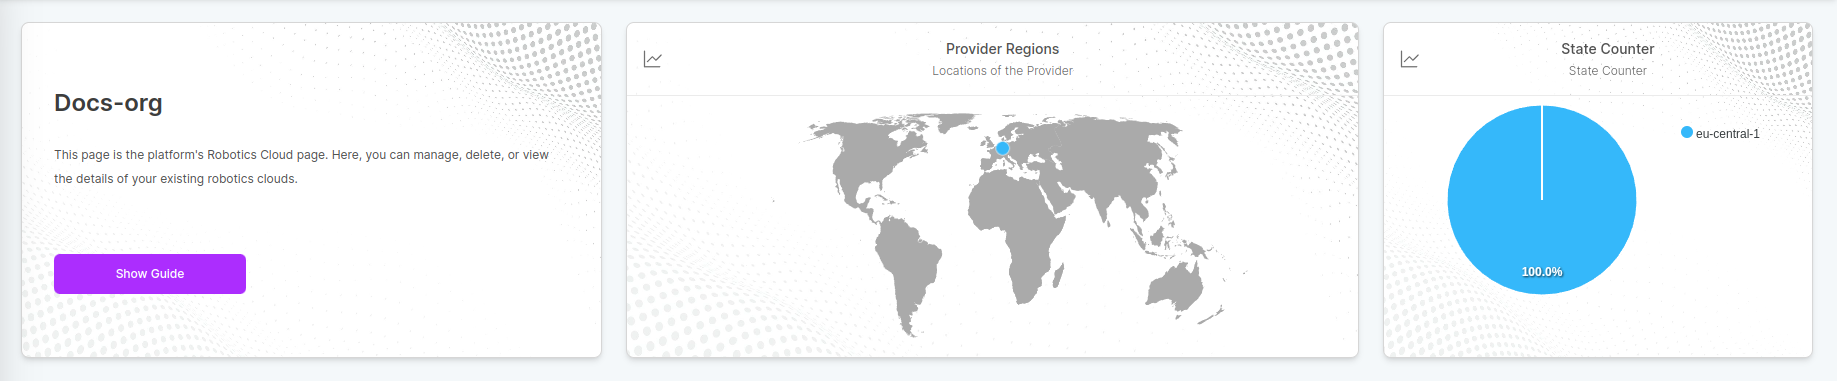 Docs-org
This page is the platform's Robotics Cloud page. Here, you can manage, delete, or view
the details of your existing robotics clouds.
Show Guide
Provider Regions
Locations of the Provider
State Counter
State Counter
eu-central-1
100.0%